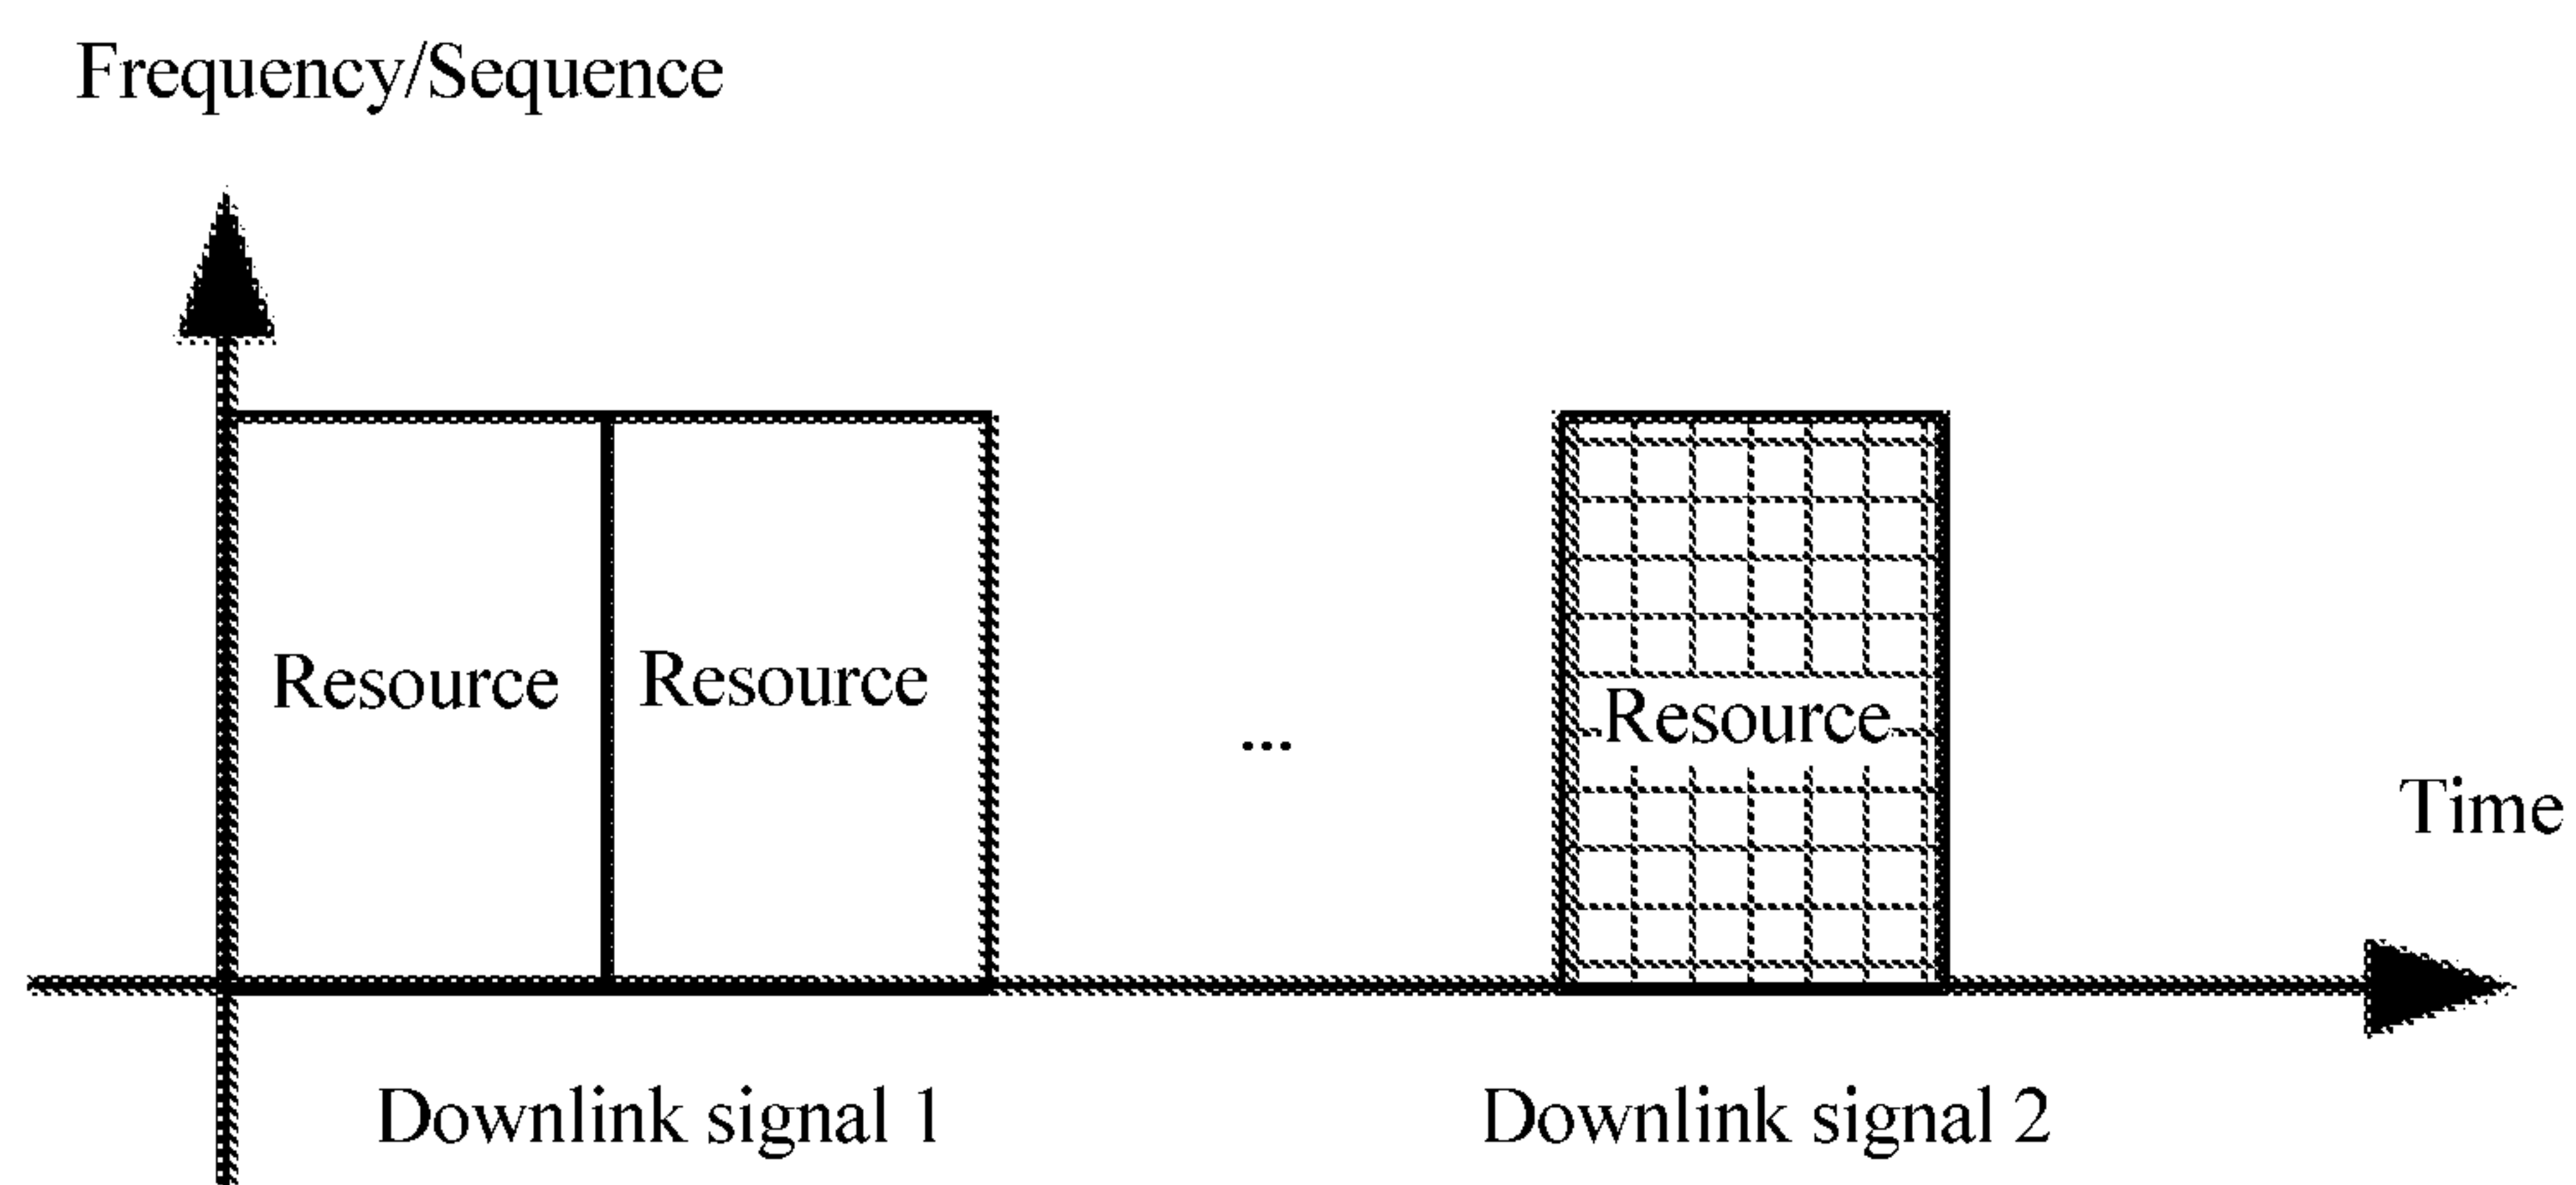 Frequency/Sequence
Resource
Resource
...
Resource
Time
Downlink signal 1
Downlink signal 2